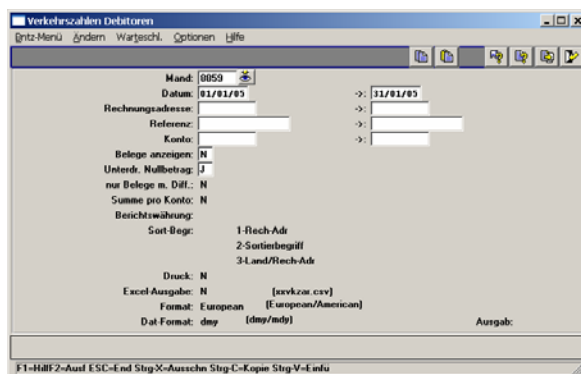 Verkehrszahlen Debitoren
Bntz-Menü Ändern Warteschl. Optionen Hilfe
Mand: 0059
Datum: 01/01/05 ->: 31/01/05
Rechnungsadresse: ->:
Referenz: ->:
Konto: ->:
Belege anzeigen: N
Unterdr. Nullbetrag: J
nur Belege m. Diff.: N
Summe pro Konto: N
Berichtswährung:
Sort-Begr: 1-Rech-Adr
2-Sortierbegriff
3-Land/Rech-Adr
Druck: N
Excel-Ausgabe: N (xxvkzar.csv)
Format: European (European/American)
Dat-Format: dmy (dmy/mdy) Ausgab:
F1=HilfF2=Ausf ESC=End Strg-X=Ausschn Strg-C=Kopie Strg-V=Einfü